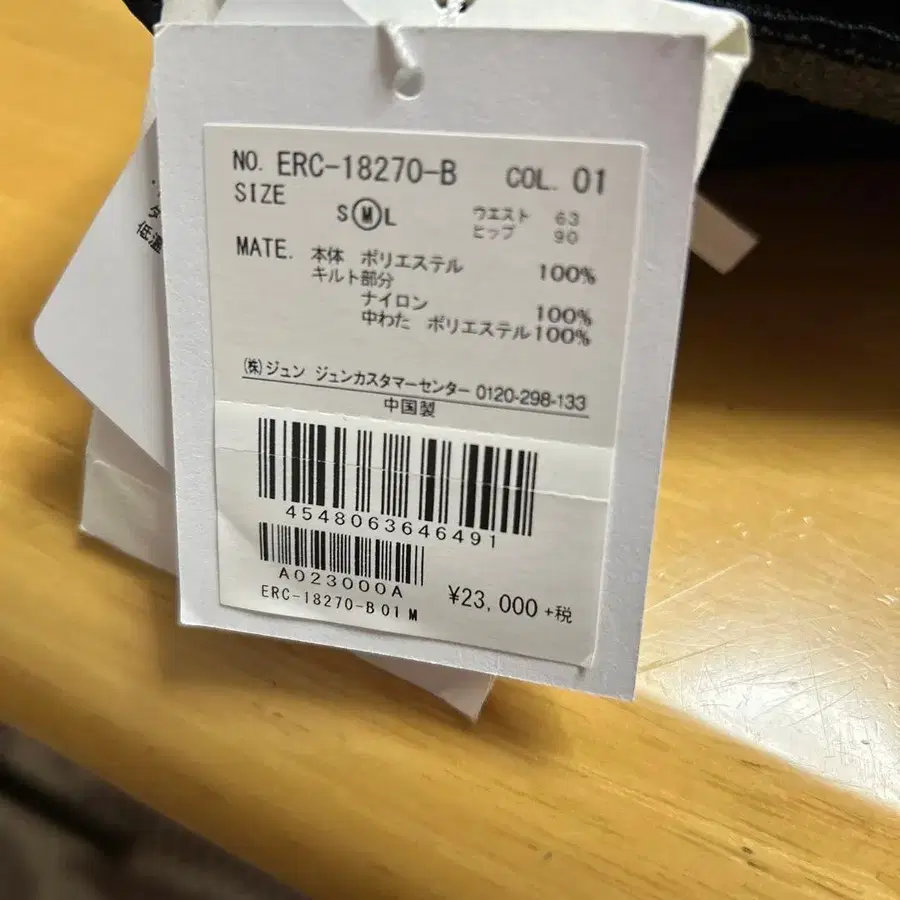 NO. ERC-18270-B COL. 01
SIZE
S Ⓜ L ウエスト 63
ヒップ 90
MATE. 本体 ポリエステル 100%
キルト部分
ナイロン 100%
中わた ポリエステル100%
(株)ジュン ジュンカスタマーセンター 0120-298-133
中国製
4548063646491
A023000A
ERC-18270-B 01 M ¥23,000 +税
低温